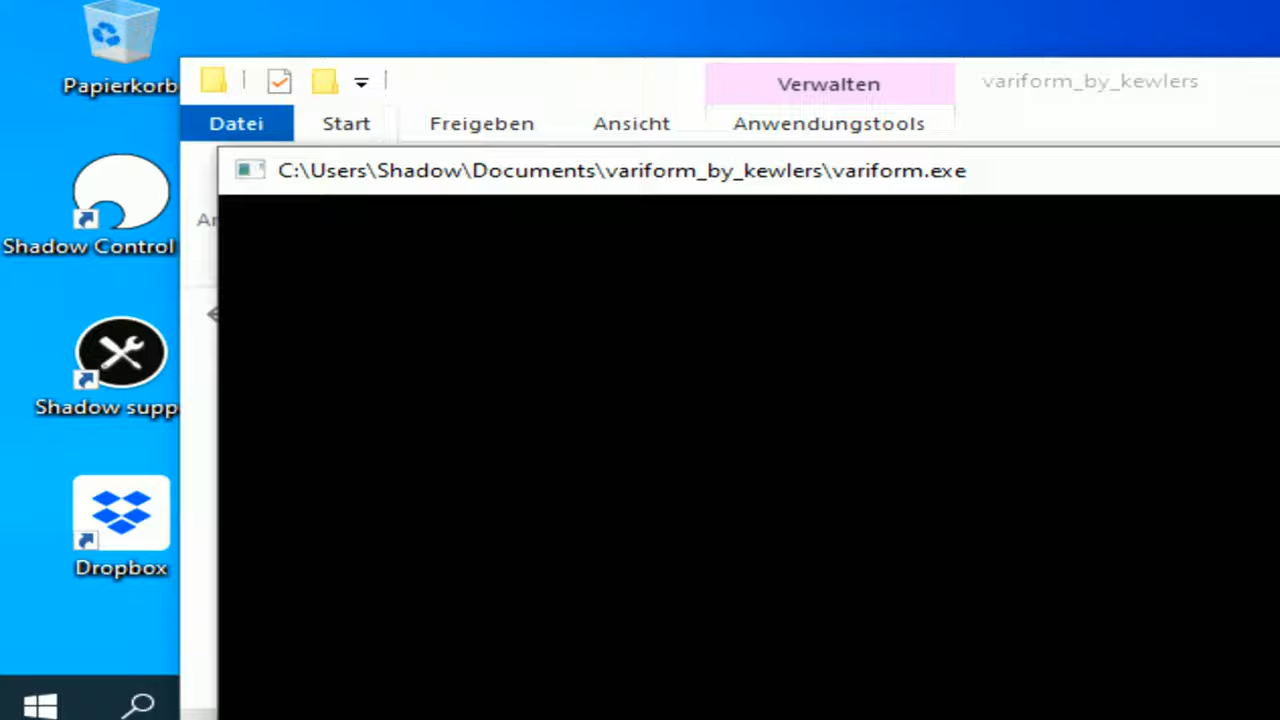 Papierkorb
Verwalten
variform_by_kewlers
Datei
Start
Freigeben
Ansicht
Anwendungstools
C:\Users\Shadow\Documents\variform_by_kewlers\variform.exe
Shadow Control
Shadow supp
Dropbox